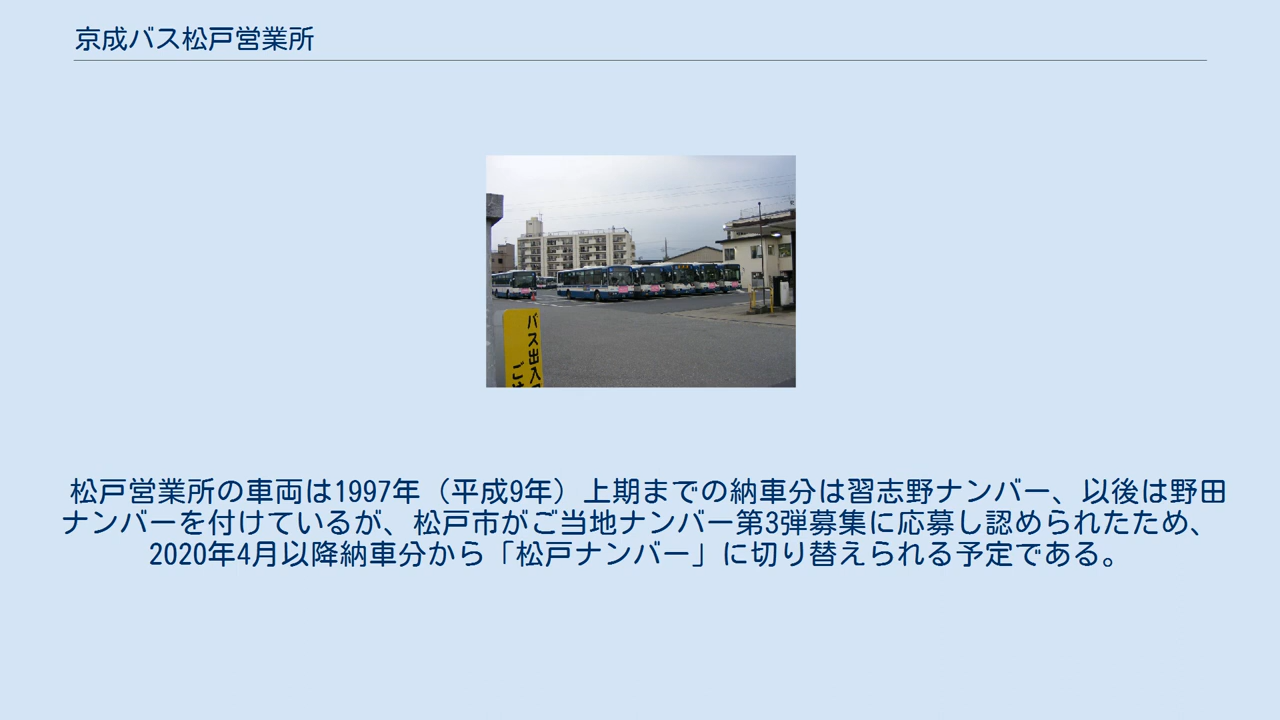 京成バス松戸営業所
バス出入
ご
松戸営業所の車両は1997年（平成9年）上期までの納車分は習志野ナンバー、以後は野田
ナンバーを付けているが、松戸市がご当地ナンバー第3弾募集に応募し認められたため、
2020年4月以降納車分から「松戸ナンバー」に切り替えられる予定である。